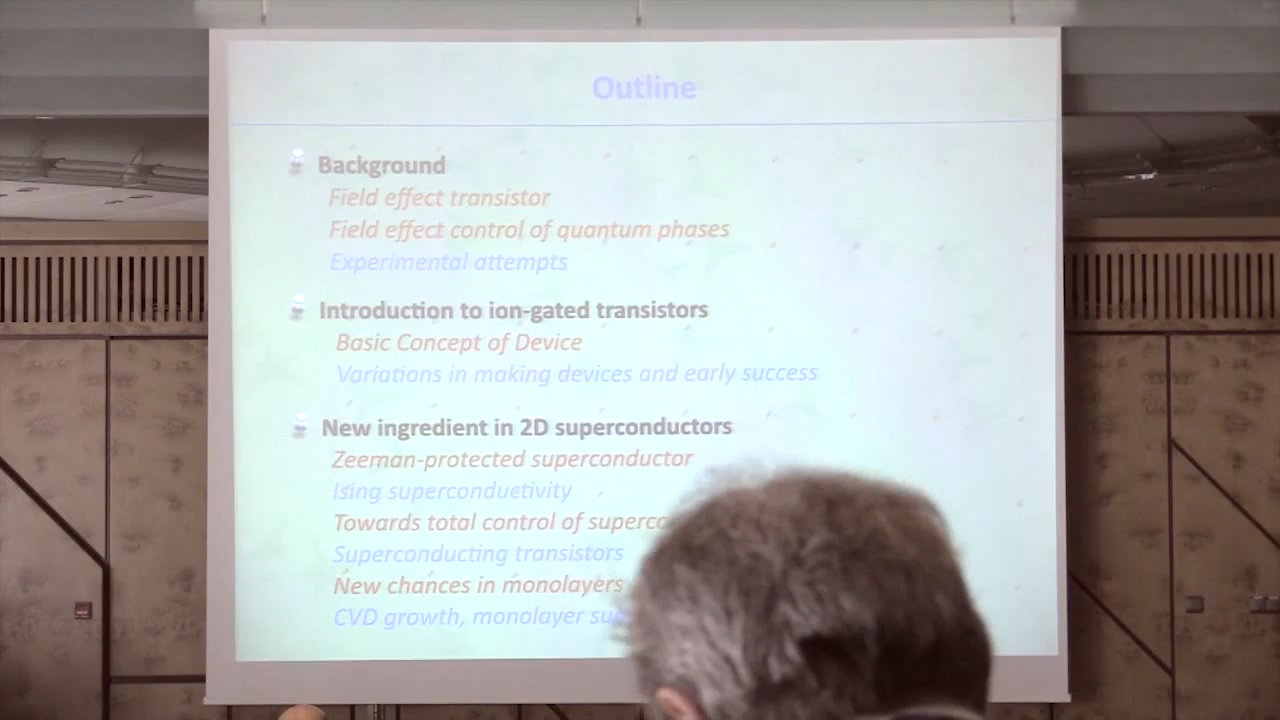 Outline
Background
Field effect transistor
Field effect control of quantum phases
Experimental attempts
Introduction to ion-gated transistors
Basic Concept of Device
Variations in making devices and early success
New ingredient in 2D superconductors
Zeeman-protected superconductor
Ising superconductivity
Towards total control of
Superconducting transistors
New chances in monolayers
CVD growth, monolayer